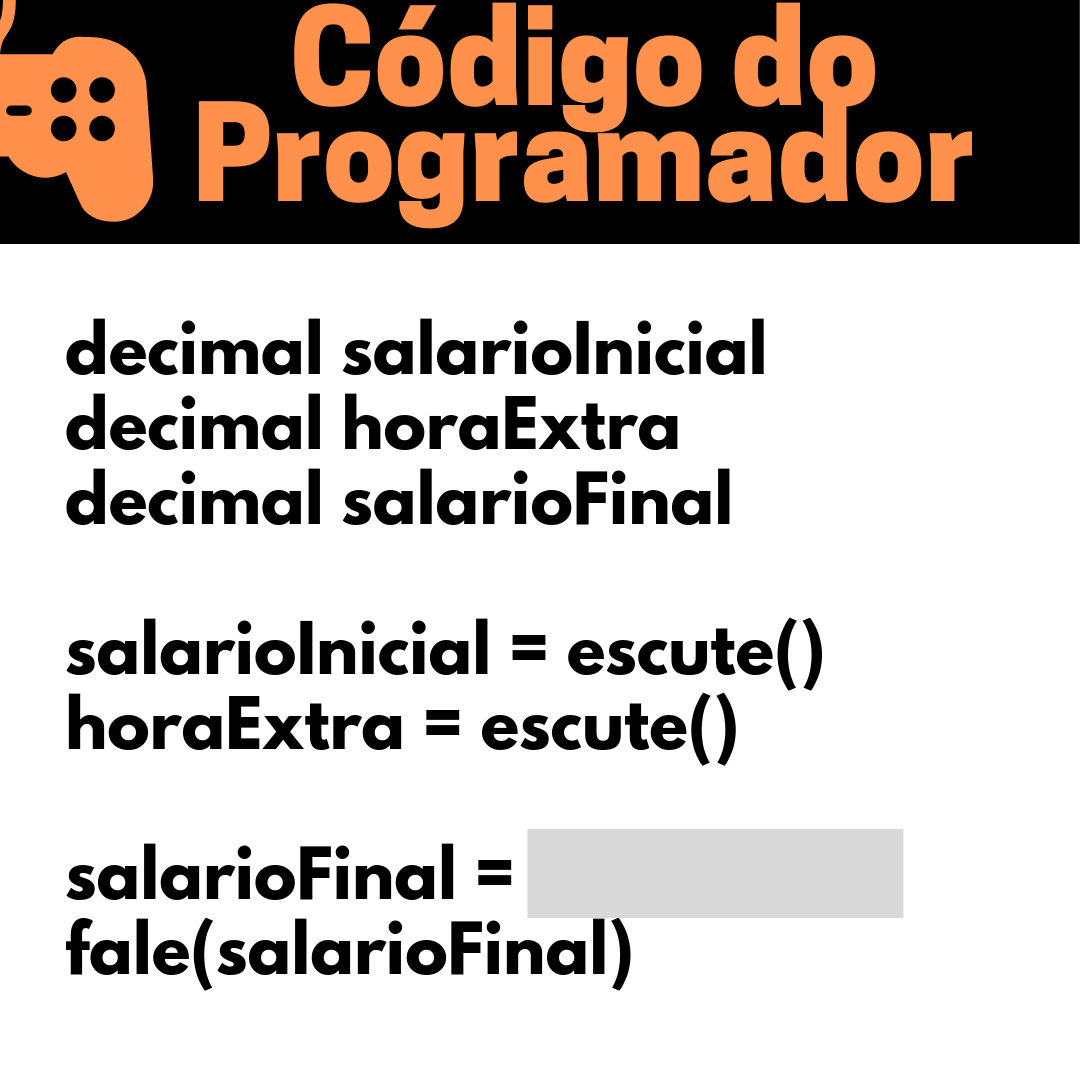 Código do
Programador
decimal salarioInicial
decimal horaExtra
decimal salarioFinal
salarioInicial = escute()
horaExtra = escute()
salarioFinal =
fale(salarioFinal)